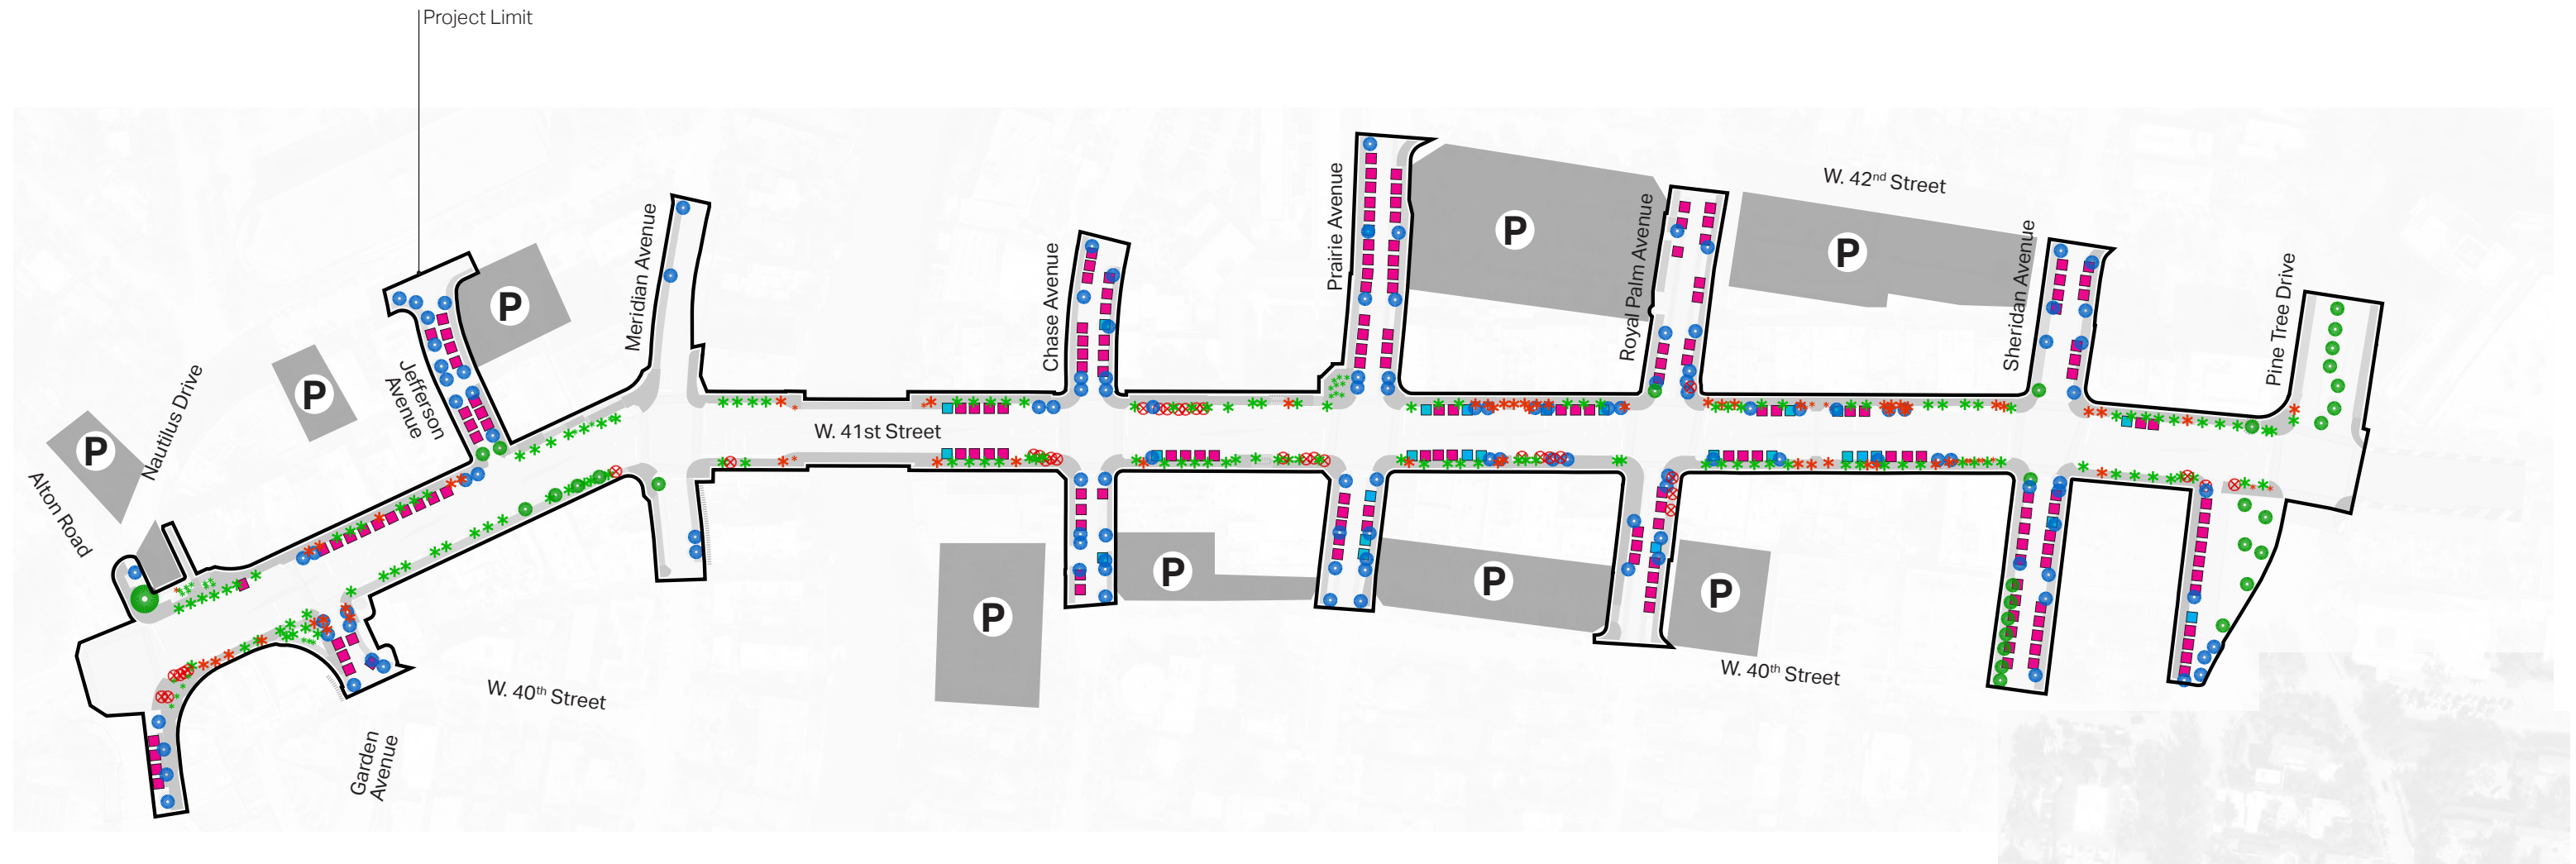 Project Limit
W. 42nd Street
Prairie Avenue
Royal Palm Avenue
Meridian Avenue
Sheridan Avenue
Chase Avenue
Pine Tree Drive
P
P
P
P
P
P
Jefferson
Avenue
Nautilus Drive
W. 41st Street
Alton Road
P
P
P
P
W. 40th Street
W. 40th Street
Garden
Avenue